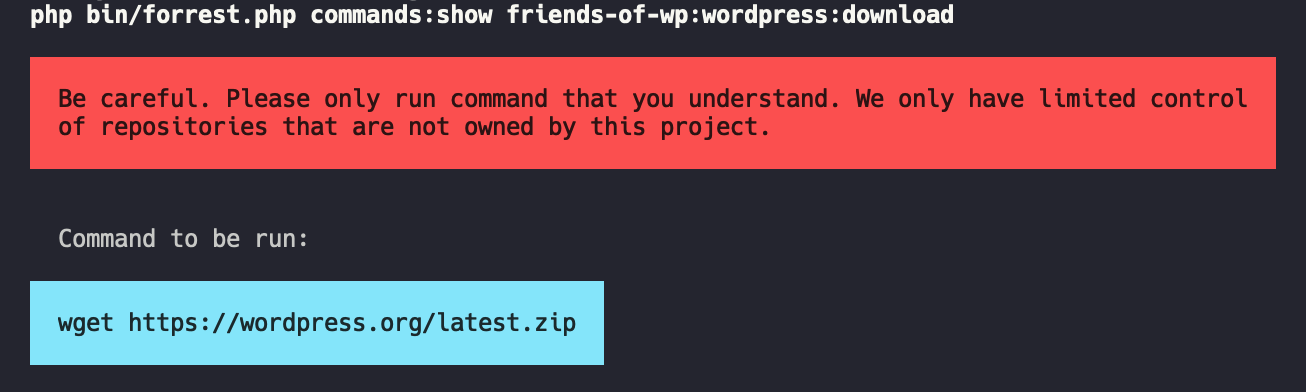 php bin/forrest.php commands:show friends-of-wp:wordpress:download
Be careful. Please only run command that you understand. We only have limited control
of repositories that are not owned by this project.
Command to be run:
wget https://wordpress.org/latest.zip